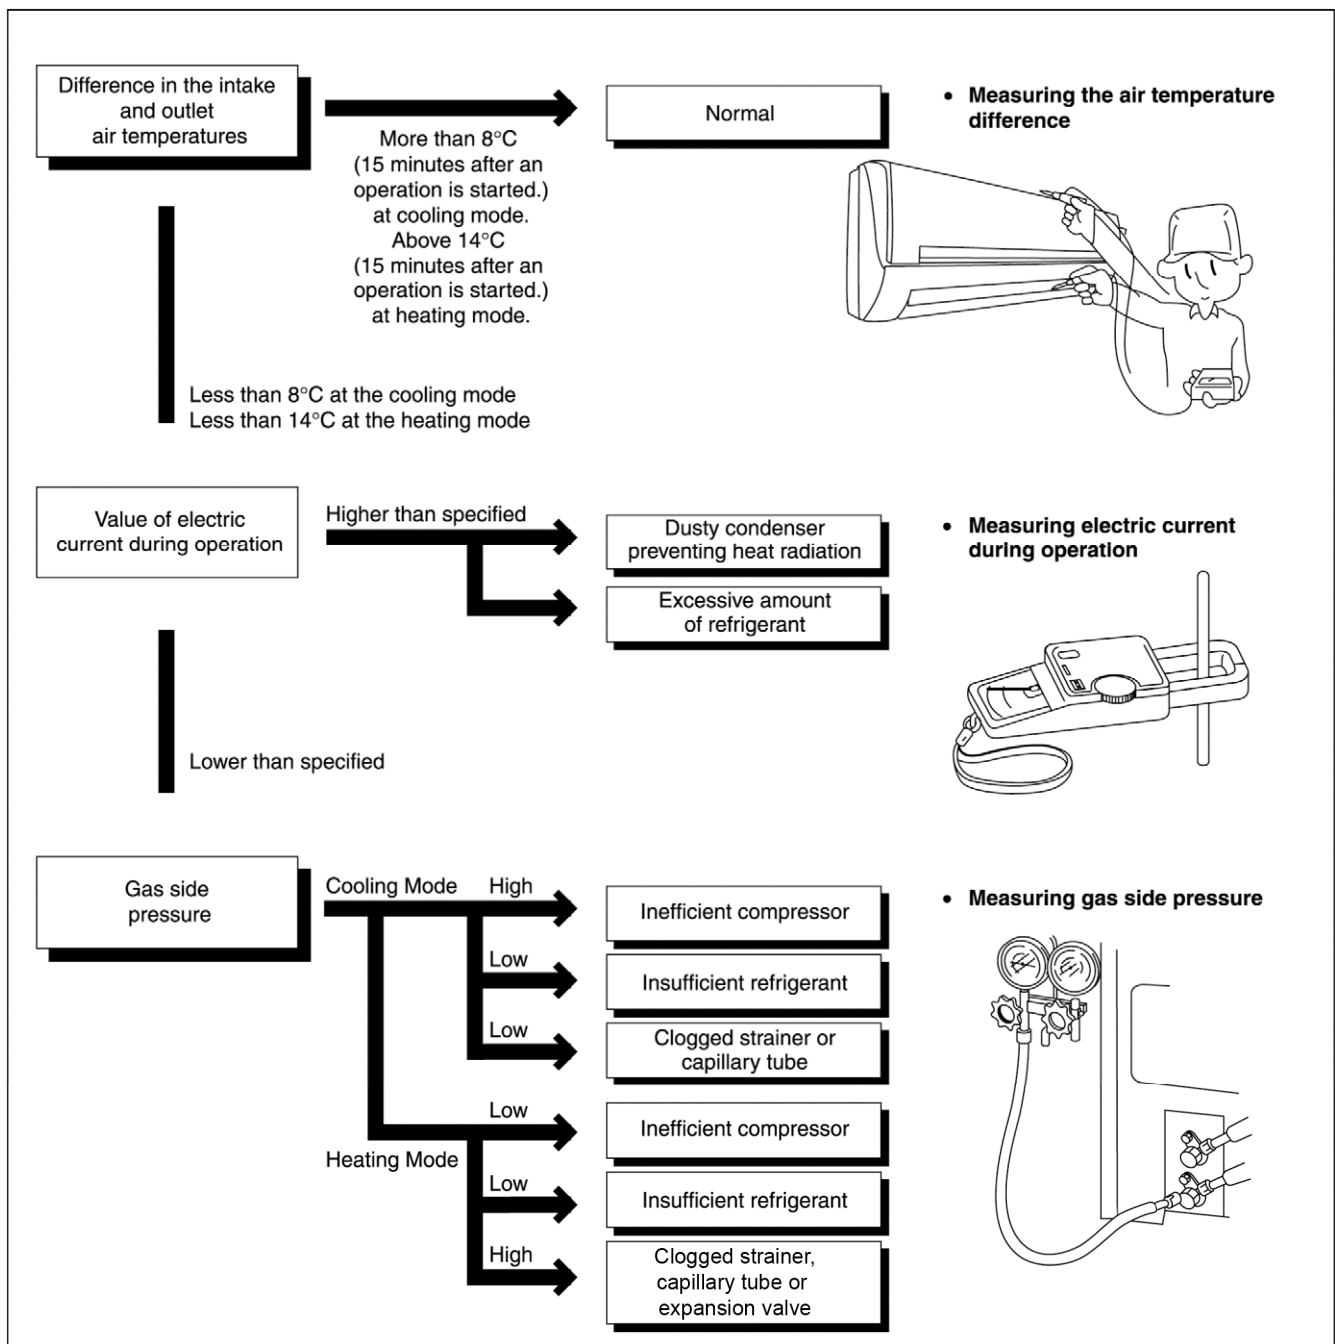 Difference in the intake
and outlet
air temperatures
More than 8°C
(15 minutes after an
operation is started.)
at cooling mode.
Above 14°C
(15 minutes after an
operation is started.)
at heating mode.
Normal
• Measuring the air temperature
difference
Less than 8°C at the cooling mode
Less than 14°C at the heating mode
Value of electric
current during operation
Higher than specified
Dusty condenser
preventing heat radiation
Excessive amount
of refrigerant
• Measuring electric current
during operation
Lower than specified
Gas side
pressure
Cooling Mode
High
Inefficient compressor
Low
Insufficient refrigerant
Low
Clogged strainer or
capillary tube
Heating Mode
Low
Inefficient compressor
Low
Insufficient refrigerant
High
Clogged strainer,
capillary tube or
expansion valve
• Measuring gas side pressure